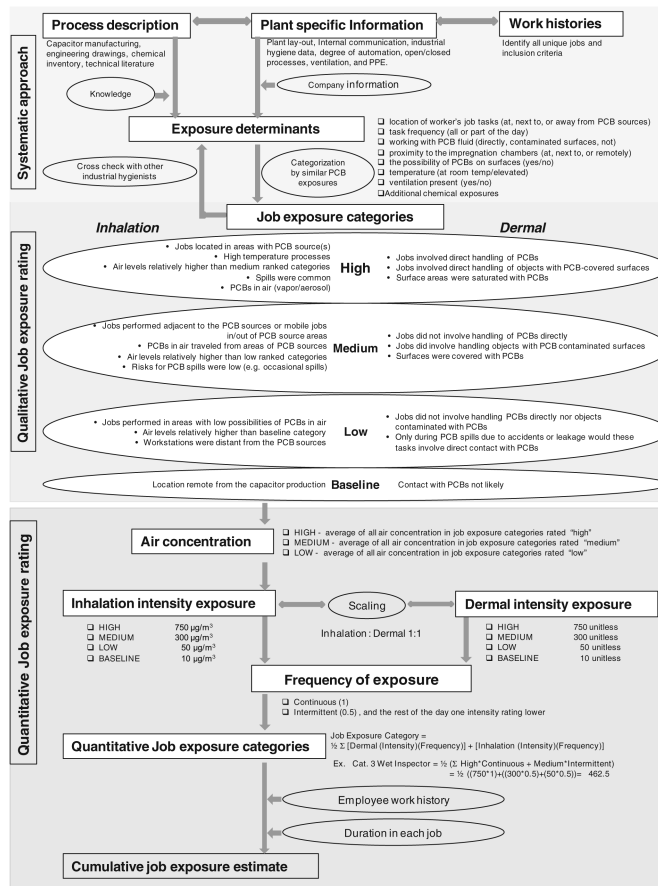 Systematic approach
Process description
Capacitor manufacturing,
engineering drawings, chemical
inventory, technical literature
Plant specific Information
Plant lay-out, Internal communication, industrial
hygiene data, degree of automation, open/closed
processes, ventilation, and PPE.
Work histories
Identify all unique jobs and
inclusion criteria
Knowledge
Company information
Exposure determinants
❑ location of worker's job tasks (at, next to, or away from PCB sources)
❑ task frequency (all or part of the day)
❑ working with PCB fluid (directly, contaminated surfaces, not)
❑ proximity to the impregnation chambers (at, next to, or remotely)
❑ the possibility of PCBs on surfaces (yes/no)
❑ temperature (at room temp/elevated)
❑ ventilation present (yes/no)
❑Additional chemical exposures
Cross check with other
industrial hygienists
Categorization
by similar PCB
exposures
Job exposure categories
Qualitative Job exposure rating
Inhalation
Dermal
• Jobs located in areas with PCB source(s)
• High temperature processes
• Air levels relatively higher than medium ranked categories
• Spills were common
• PCBs in air (vapor/aerosol)
High
• Jobs involved direct handling of PCBs
• Jobs involved direct handling of objects with PCB-covered surfaces
• Surface areas were saturated with PCBs
• Jobs performed adjacent to the PCB sources or mobile jobs
in/out of PCB source areas
• PCBs in air traveled from areas of PCB sources
• Air levels relatively higher than low ranked categories
• Risks for PCB spills were low (e.g. occasional spills)
Medium
• Jobs did not involve handling of PCBs directly
• Jobs did involve handling objects with PCB contaminated surfaces
• Surfaces were covered with PCBs
• Jobs performed in areas with low possibilities of PCBs in air
• Air levels relatively higher than baseline category
• Workstations were distant from the PCB sources
Low
• Jobs did not involve handling PCBs directly nor objects
contaminated with PCBs
• Only during PCB spills due to accidents or leakage would these
tasks involve direct contact with PCBs
Location remote from the capacitor production
Baseline
Contact with PCBs not likely
Quantitative Job exposure rating
Air concentration
❑ HIGH - average of all air concentration in job exposure categories rated "high"
❑ MEDIUM - average of all air concentration in job exposure categories rated "medium"
❑ LOW - average of all air concentration in job exposure categories rated "low"
Inhalation intensity exposure
❑ HIGH 750 µg/m³
❑ MEDIUM 300 µg/m³
❑ LOW 50 µg/m³
❑ BASELINE 10 µg/m³
Scaling
Inhalation : Dermal 1:1
Dermal intensity exposure
❑ HIGH 750 unitless
❑ MEDIUM 300 unitless
❑ LOW 50 unitless
❑ BASELINE 10 unitless
Frequency of exposure
❑ Continuous (1)
❑ Intermittent (0.5) , and the rest of the day one intensity rating lower
Quantitative Job exposure categories
Job Exposure Category =
½ Σ [Dermal (Intensity)(Frequency)] + [Inhalation (Intensity)(Frequency)]
Ex. Cat. 3 Wet Inspector = ½ (Σ High*Continuous + Medium*Intermittent)
= ½ ((750*1)+((300*0.5)+(50*0.5))= 462.5
Employee work history
Duration in each job
Cumulative job exposure estimate